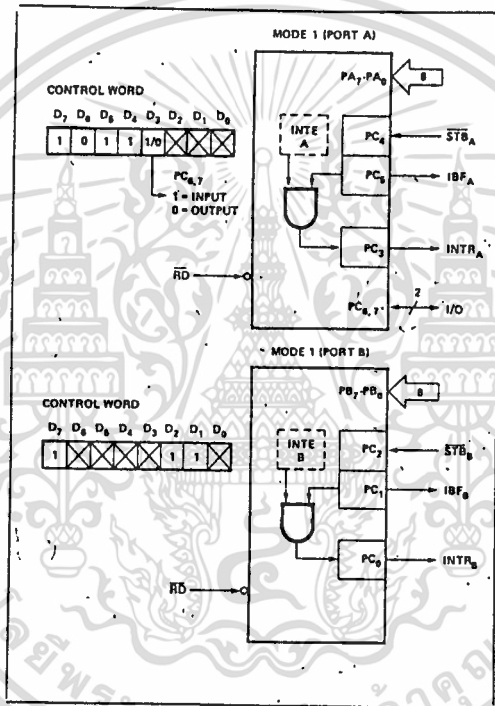 MODE 1 (PORT A)
PA7-PA0
8
CONTROL WORD
D7 D6 D5 D4 D3 D2 D1 D0
1 0 1 1 1/0
PC6,7
1 = INPUT
0 = OUTPUT
INTE
A
PC4
STBA
PC5
IBFA
PC3
INTRA
RD
PC6,7
2
I/O
MODE 1 (PORT B)
PB7-PB0
8
CONTROL WORD
D7 D6 D5 D4 D3 D2 D1 D0
1 1 1
INTE
B
PC2
STBB
PC1
IBFB
PC0
INTRB
RD